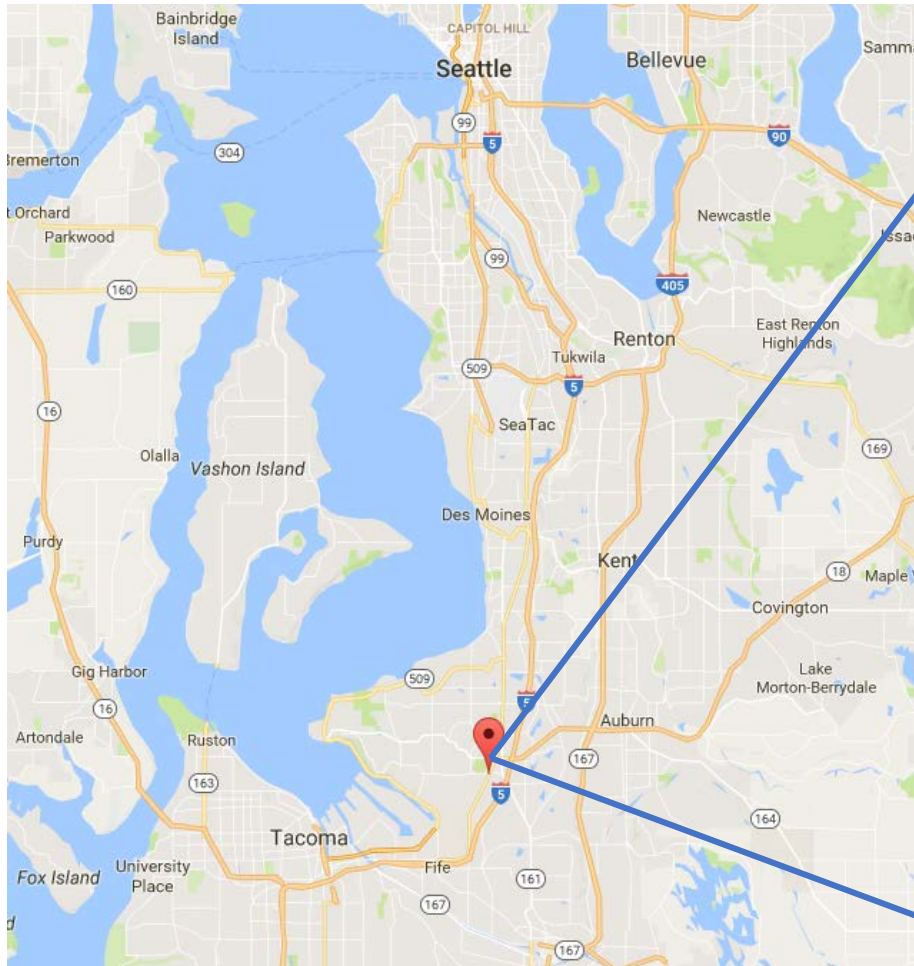 Bainbridge
Island
CAPITOL HILL
Seattle
Bellevue
Samma
99
5
90
304
Bremerton
t Orchard
Parkwood
Newcastle
Issaq
99
160
405
East Renton
Highlands
Renton
Tukwila
509
5
16
SeaTac
169
Olalla
Vashon Island
Des Moines
Purdy
Kent
18
Maple V
Covington
Gig Harbor
509
Lake
Morton-Berrydale
16
5
Auburn
Artondale
Ruston
167
163
5
164
Tacoma
Fife
University
Place
Fox Island
161
167
d
167